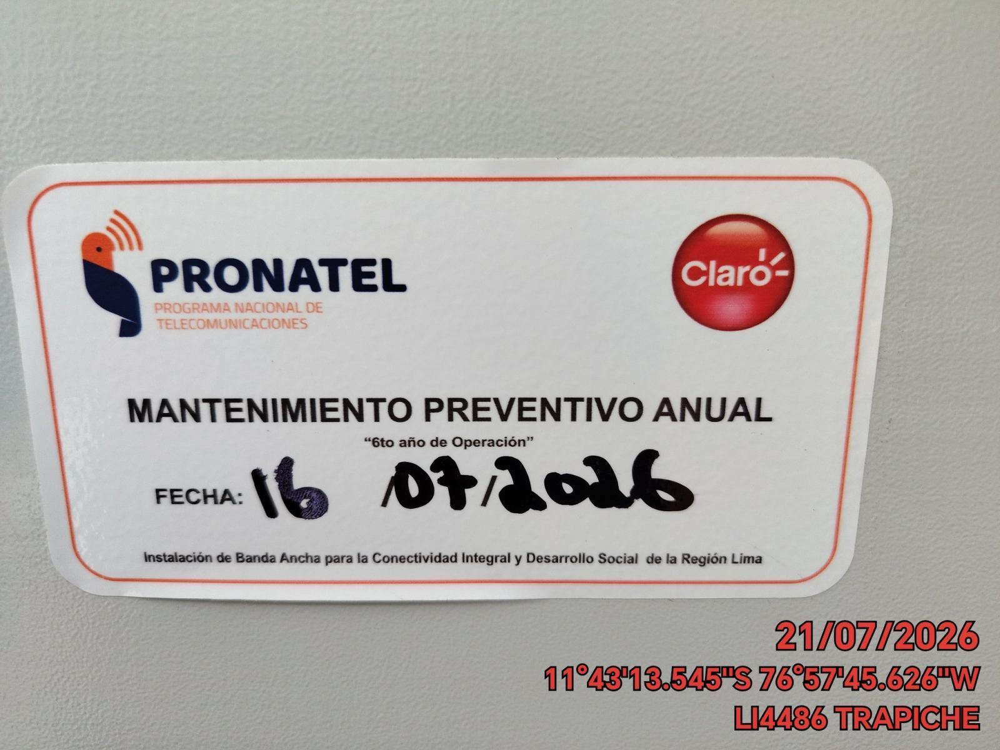 PRONATEL
PROGRAMA NACIONAL DE
TELECOMUNICACIONES
Claro
MANTENIMIENTO PREVENTIVO ANUAL
“6to año de Operación”
FECHA: 16 /07/2026
Instalación de Banda Ancha para la Conectividad Integral y Desarrollo Social de la Región Lima
21/07/2026
11°43'13.545"S 76°57'45.626"W
LI4486 TRAPICHE